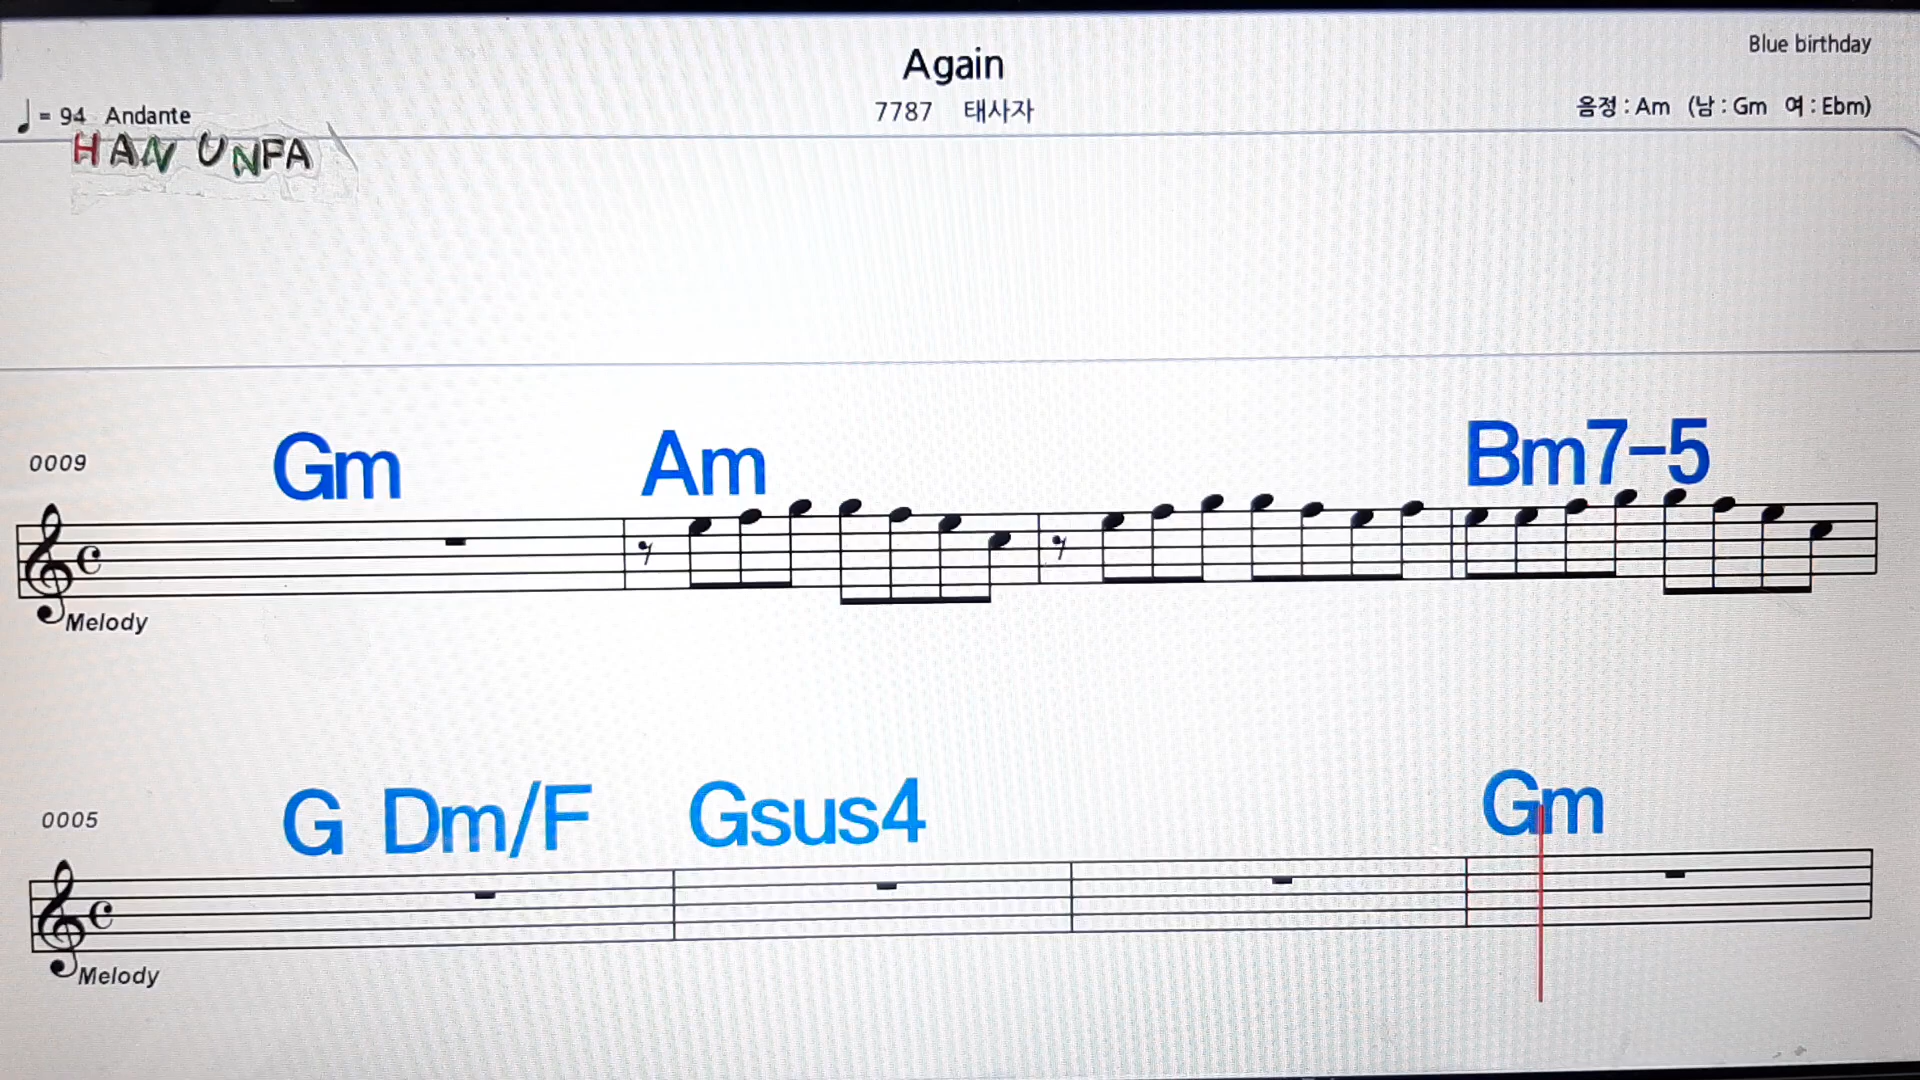 Blue birthday
Again
♩ = 94 Andante
7787 태사자
음정 : Am (남 : Gm 여 : Ebm)
HAN UNFA
0009
Gm Am Bm7-5
Melody
0005
G Dm/F Gsus4 Gm
Melody